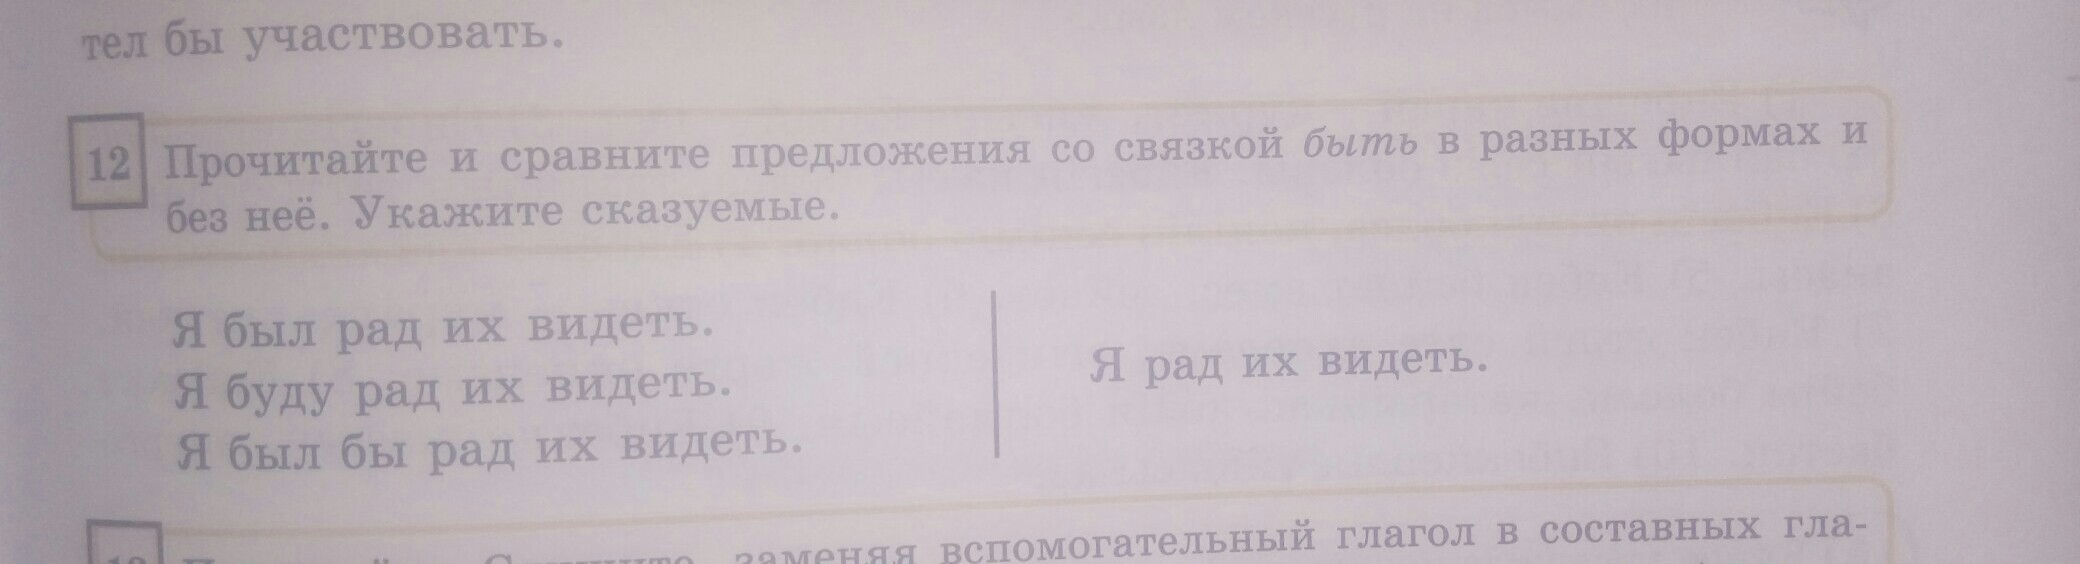 тел бы участвовать.
12 Прочитайте и сравните предложения со связкой быть в разных формах и
без неё. Укажите сказуемые.
Я был рад их видеть.
Я буду рад их видеть.
Я был бы рад их видеть.
Я рад их видеть.
заменяя вспомогательный глагол в составных гла-